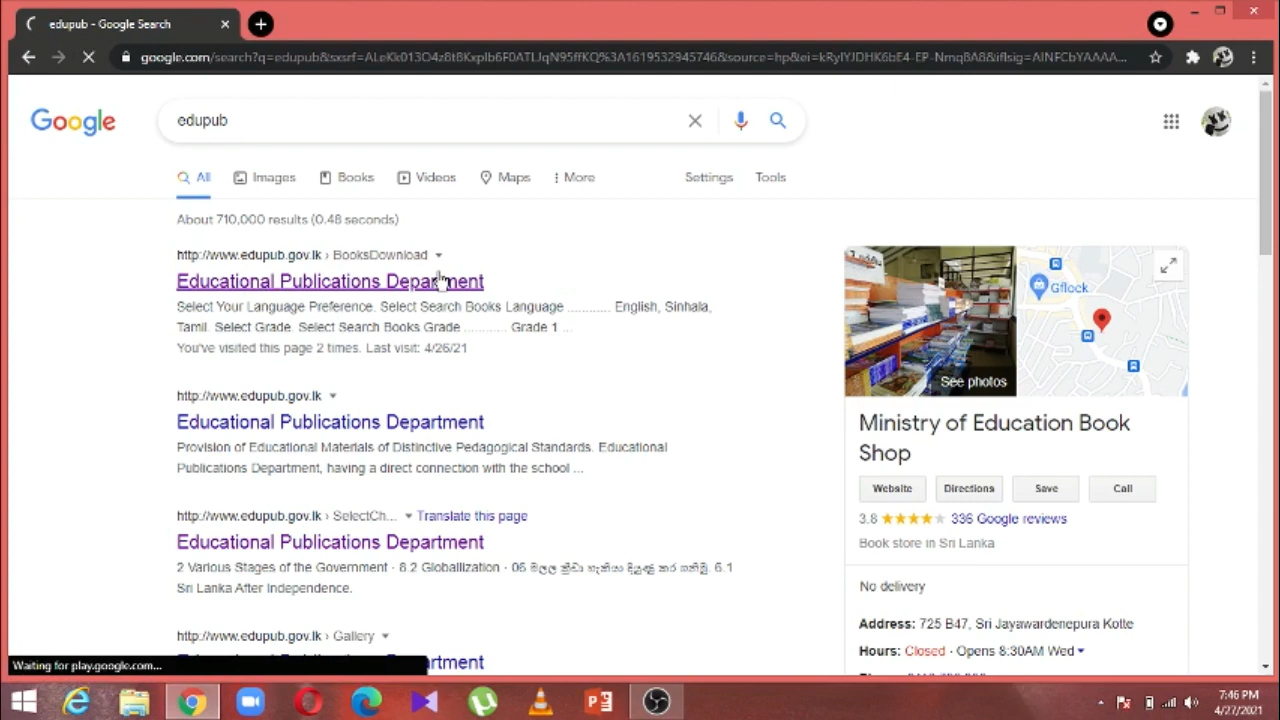 edupub - Google Search
google.com/search?q=edupub&sxsrf=ALeKk013O4z8t8Kxplb6F0ATLJqN95ffKQ%3A1619532945746&source=hp&ei=kRyIYJDHK6bE4-EP-Nmq8A8&iflsig=AINFCbYAAAA...
Google
edupub
All Images Books Videos Maps More Settings Tools
About 710,000 results (0.48 seconds)
http://www.edupub.gov.lk › BooksDownload
Educational Publications Department
Select Your Language Preference. Select Search Books Language ............ English, Sinhala,
Tamil. Select Grade. Select Search Books Grade ............ Grade 1 ...
You've visited this page 2 times. Last visit: 4/26/21
http://www.edupub.gov.lk
Educational Publications Department
Provision of Educational Materials of Distinctive Pedagogical Standards. Educational
Publications Department, having a direct connection with the school ...
http://www.edupub.gov.lk › SelectCh... Translate this page
Educational Publications Department
2 Various Stages of the Government · 8.2 Globallization · 06 මලල ක්‍රීඩා හැකියා දියුණු කර ගනිමු. 6.1
Sri Lanka After Independence.
http://www.edupub.gov.lk › Gallery
rtment
Gflock
See photos
Ministry of Education Book
Shop
Website Directions Save Call
3.8 336 Google reviews
Book store in Sri Lanka
No delivery
Address: 725 B47, Sri Jayawardenepura Kotte
Hours: Closed · Opens 8:30AM Wed
Waiting for play.google.com...
7:46 PM
4/27/2021